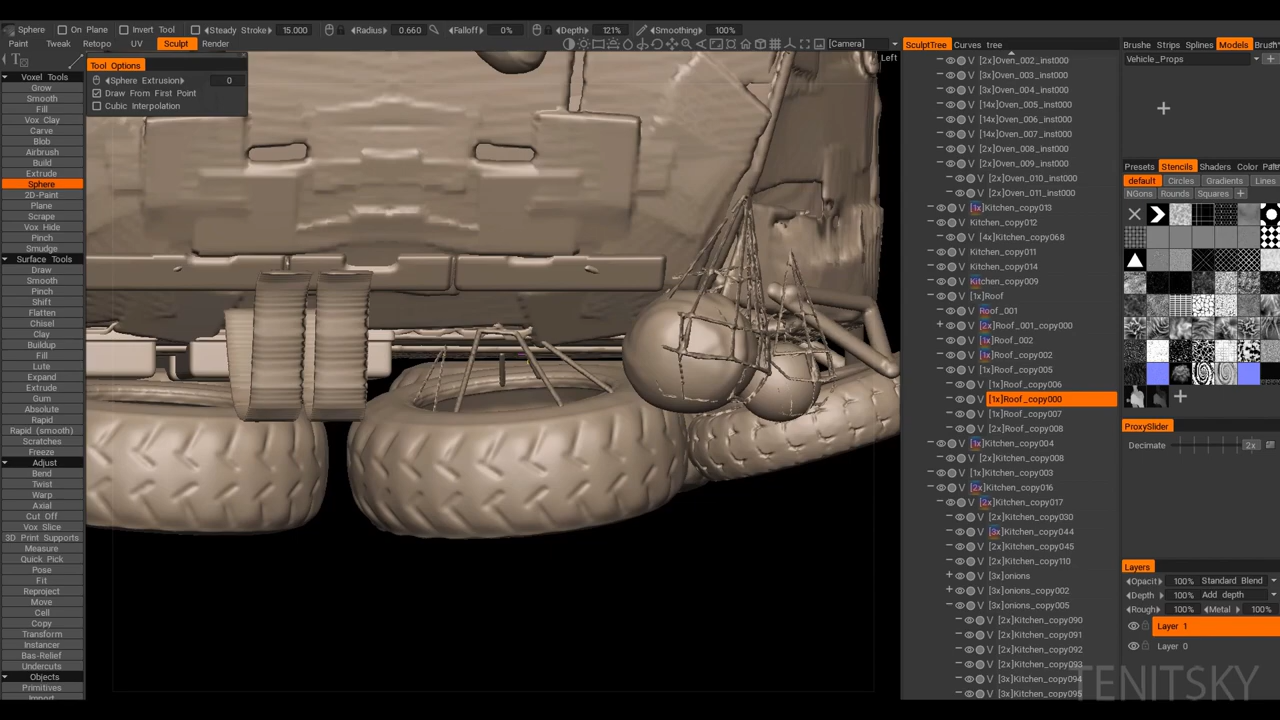 Sphere On Plane Invert Tool Steady Stroke 15.000 Radius 0.660 Falloff 0% Depth 121% Smoothing 100%
Paint Tweak Retopo UV Sculpt Render [Camera] SculptTree Curves tree Brushe Strips Splines Models Brush
Left
Tool Options
Sphere Extrusion 0
Draw From First Point
Cubic Interpolation
Voxel Tools
Grow
Smooth
Fill
Vox Clay
Carve
Blob
Airbrush
Build
Extrude
Sphere
2D-Paint
Plane
Scrape
Vox Hide
Pinch
Smudge
Surface Tools
Draw
Smooth
Pinch
Shift
Flatten
Chisel
Clay
Buildup
Fill
Lute
Expand
Extrude
Gum
Absolute
Rapid
Rapid (smooth)
Scratches
Freeze
Adjust
Bend
Twist
Warp
Axial
Cut Off
Vox Slice
3D Print Supports
Measure
Quick Pick
Pose
Fit
Reproject
Move
Cell
Copy
Transform
Instancer
Bas-Relief
Undercuts
Objects
Primitives
Import
V [2x]Oven_002_inst000
V [3x]Oven_003_inst000
V [3x]Oven_004_inst000
V [14x]Oven_005_inst000
V [14x]Oven_006_inst000
V [14x]Oven_007_inst000
V [2x]Oven_008_inst000
V [2x]Oven_009_inst000
V [2x]Oven_010_inst000
V [2x]Oven_011_inst000
V [1x]Kitchen_copy013
V Kitchen_copy012
V [4x]Kitchen_copy068
V Kitchen_copy011
V Kitchen_copy014
V Kitchen_copy009
V [1x]Roof
V Roof_001
V [2x]Roof_001_copy000
V [1x]Roof_002
V [1x]Roof_copy002
V [1x]Roof_copy005
V [1x]Roof_copy006
V [1x]Roof_copy000
V [1x]Roof_copy007
V [2x]Roof_copy008
V [1x]Kitchen_copy004
V [2x]Kitchen_copy008
V [1x]Kitchen_copy003
V [2x]Kitchen_copy016
V [2x]Kitchen_copy017
V [2x]Kitchen_copy030
V [3x]Kitchen_copy044
V [2x]Kitchen_copy045
V [2x]Kitchen_copy110
V [3x]onions
V [3x]onions_copy002
V [3x]onions_copy005
V [2x]Kitchen_copy090
V [2x]Kitchen_copy091
V [2x]Kitchen_copy092
V [2x]Kitchen_copy093
V [3x]Kitchen_copy094
V [3x]Kitchen_copy095
Vehicle_Props
Presets Stencils Shaders Color
default Circles Gradients Lines
NGons Rounds Squares
ProxySlider
Decimate 2x
Layers
Opacit 100% Standard Blend
Depth 100% Add depth
Rough 100% Metal 100%
Layer 1
Layer 0
TENITSKY